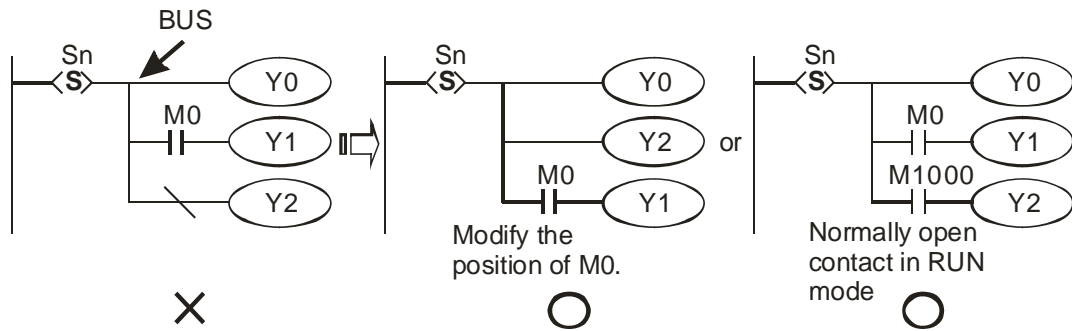 BUS
Sn
S
Y0
M0
Y1
Y2
Sn
S
Y0
Y2
M0
Y1
Modify the
position of M0.
or
Sn
S
Y0
M0
Y1
M1000
Y2
Normally open
contact in RUN
mode